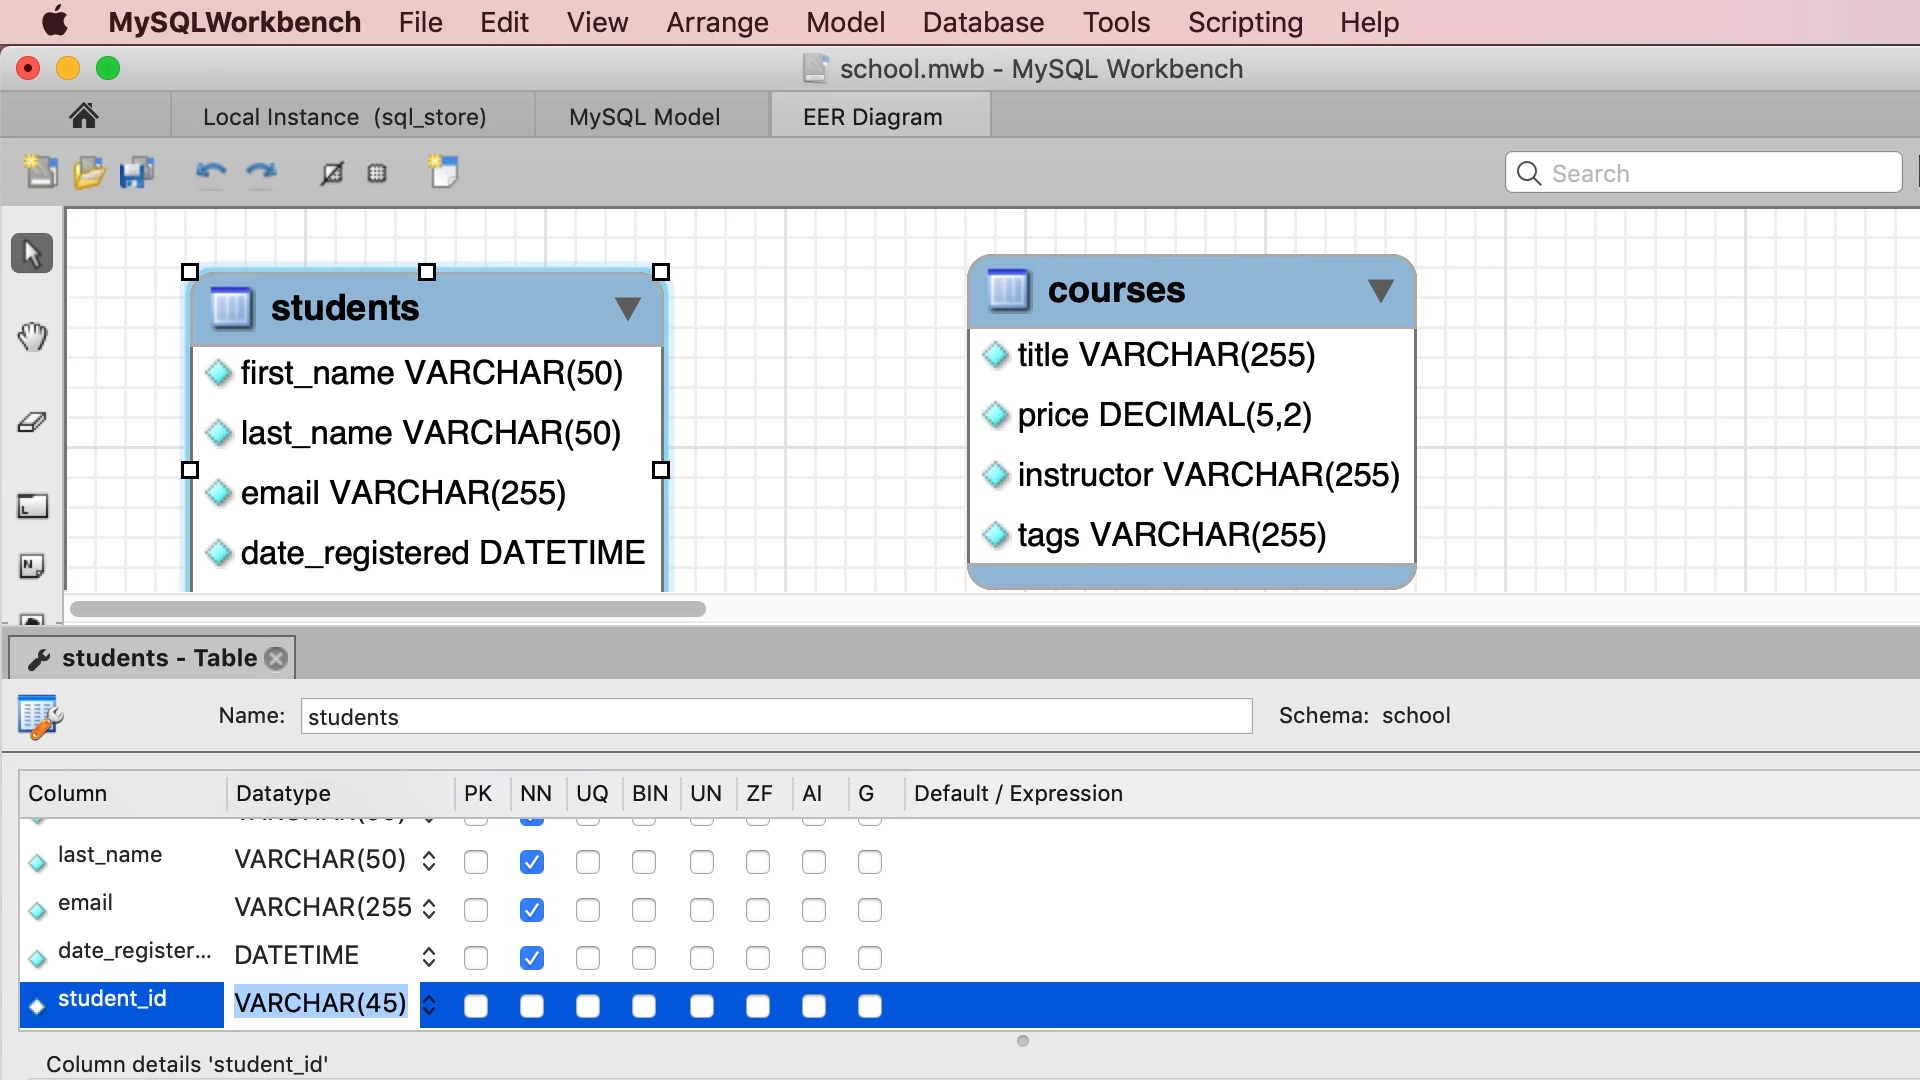 MySQLWorkbench File Edit View Arrange Model Database Tools Scripting Help
school.mwb - MySQL Workbench
Local Instance (sql_store) MySQL Model EER Diagram
Search
students
first_name VARCHAR(50)
last_name VARCHAR(50)
email VARCHAR(255)
date_registered DATETIME
courses
title VARCHAR(255)
price DECIMAL(5,2)
instructor VARCHAR(255)
tags VARCHAR(255)
students - Table
Name: students Schema: school
Column Datatype PK NN UQ BIN UN ZF AI G Default / Expression
last_name VARCHAR(50)
email VARCHAR(255
date_register... DATETIME
student_id VARCHAR(45)
Column details 'student_id'